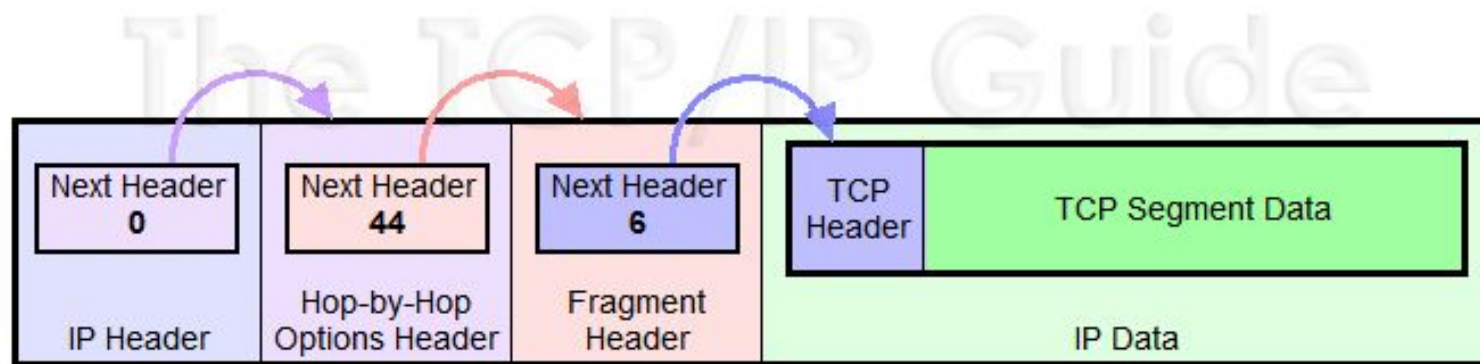 The TCP/IP Guide
Next Header
0
Next Header
44
Next Header
6
TCP
Header
TCP Segment Data
IP Header
Hop-by-Hop
Options Header
Fragment
Header
IP Data